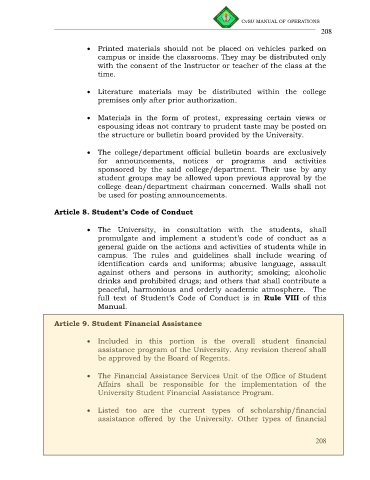 CvSU MANUAL OF OPERATIONS
208
• Printed materials should not be placed on vehicles parked on
campus or inside the classrooms. They may be distributed only
with the consent of the Instructor or teacher of the class at the
time.
• Literature materials may be distributed within the college
premises only after prior authorization.
• Materials in the form of protest, expressing certain views or
espousing ideas not contrary to prudent taste may be posted on
the structure or bulletin board provided by the University.
• The college/department official bulletin boards are exclusively
for announcements, notices or programs and activities
sponsored by the said college/department. Their use by any
student groups may be allowed upon previous approval by the
college dean/department chairman concerned. Walls shall not
be used for posting announcements.
Article 8. Student's Code of Conduct
• The University, in consultation with the students, shall
promulgate and implement a student's code of conduct as a
general guide on the actions and activities of students while in
campus. The rules and guidelines shall include wearing of
identification cards and uniforms; abusive language, assault
against others and persons in authority; smoking; alcoholic
drinks and prohibited drugs; and others that shall contribute a
peaceful, harmonious and orderly academic atmosphere. The
full text of Student's Code of Conduct is in Rule VIII of this
Manual.
Article 9. Student Financial Assistance
• Included in this portion is the overall student financial
assistance program of the University. Any revision thereof shall
be approved by the Board of Regents.
• The Financial Assistance Services Unit of the Office of Student
Affairs shall be responsible for the implementation of the
University Student Financial Assistance Program.
• Listed too are the current types of scholarship/financial
assistance offered by the University. Other types of financial
208